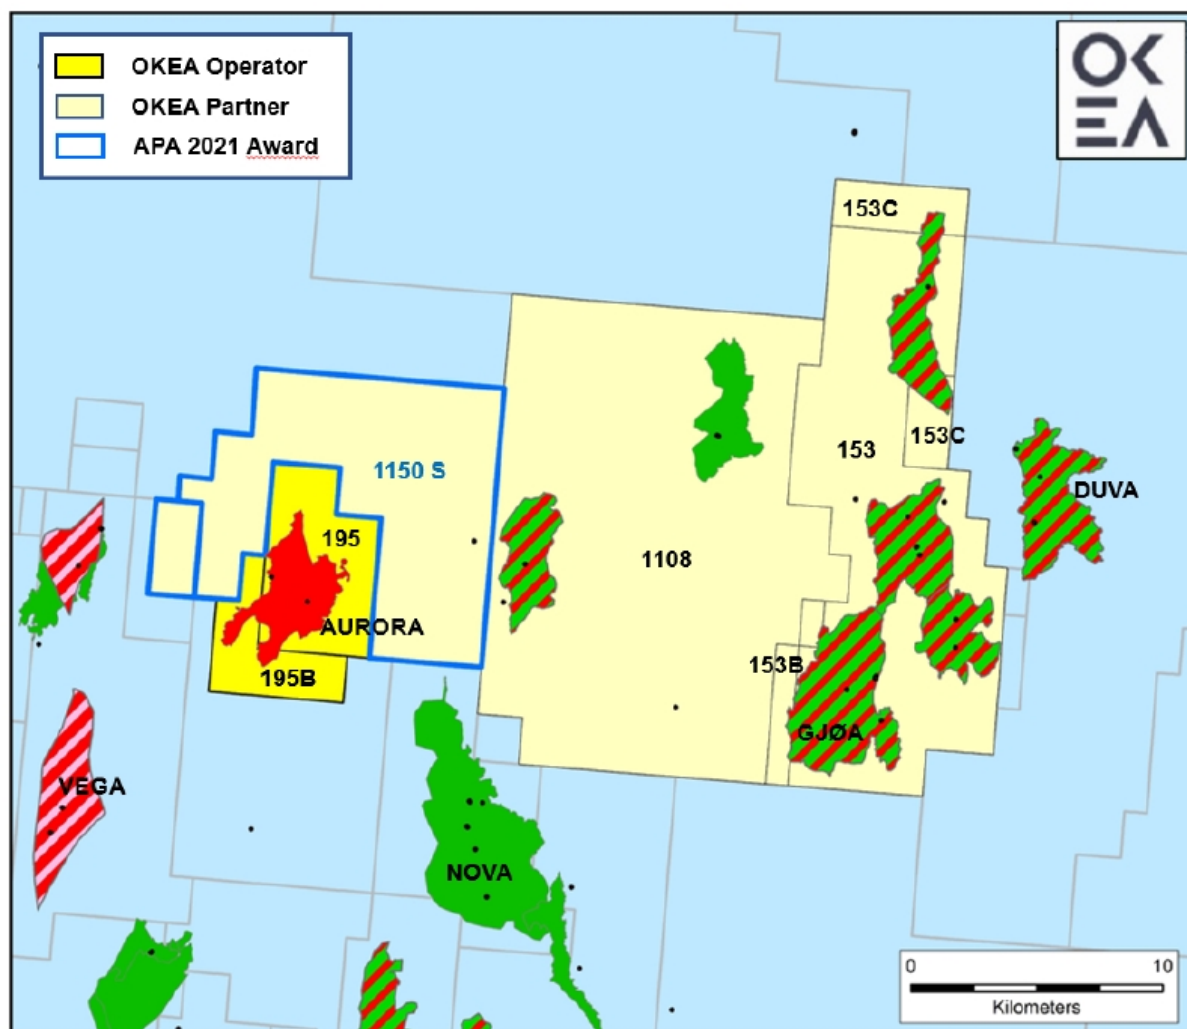 OKEA Operator
OKEA Partner
APA 2021 Award
OK
EA
153C
1150 S
153
153C
DUVA
195
1108
AURORA
153B
195B
GJØA
VEGA
NOVA
0 10
Kilometers